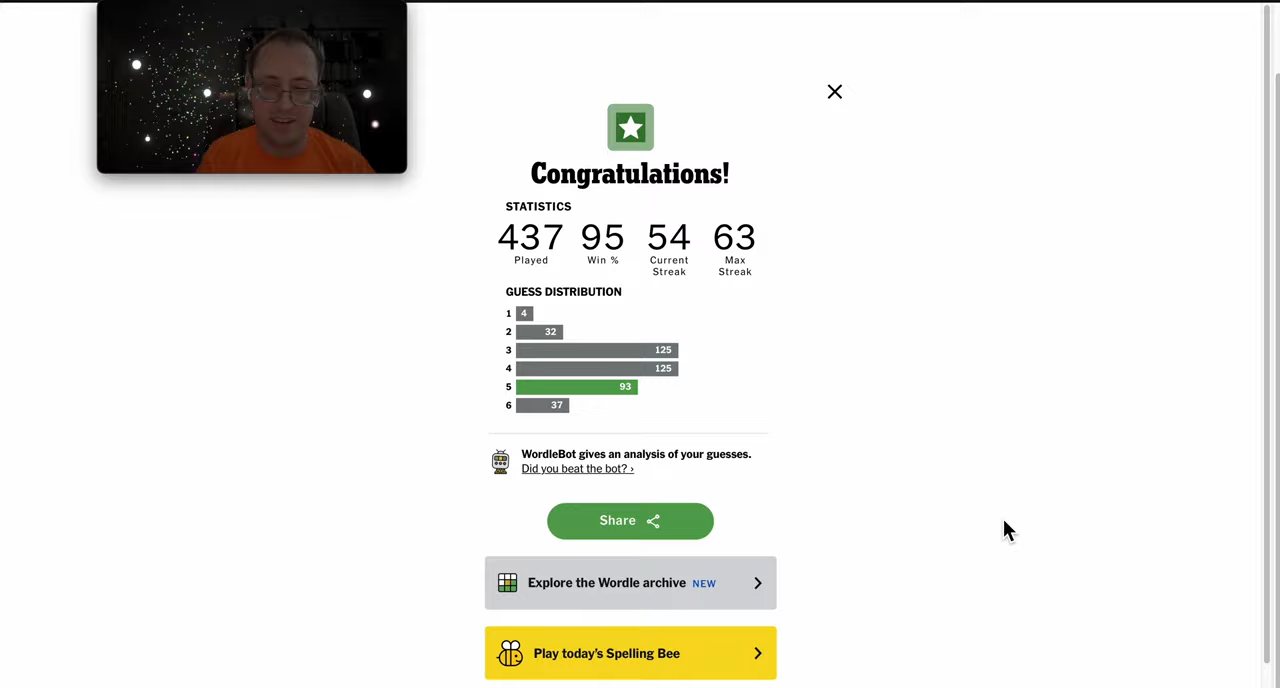 Congratulations!
STATISTICS
437 95 54 63
Played Win % Current Streak Max Streak
GUESS DISTRIBUTION
1 4
2 32
3 125
4 125
5 93
6 37
WordleBot gives an analysis of your guesses.
Did you beat the bot? ›
Share
Explore the Wordle archive NEW
Play today's Spelling Bee